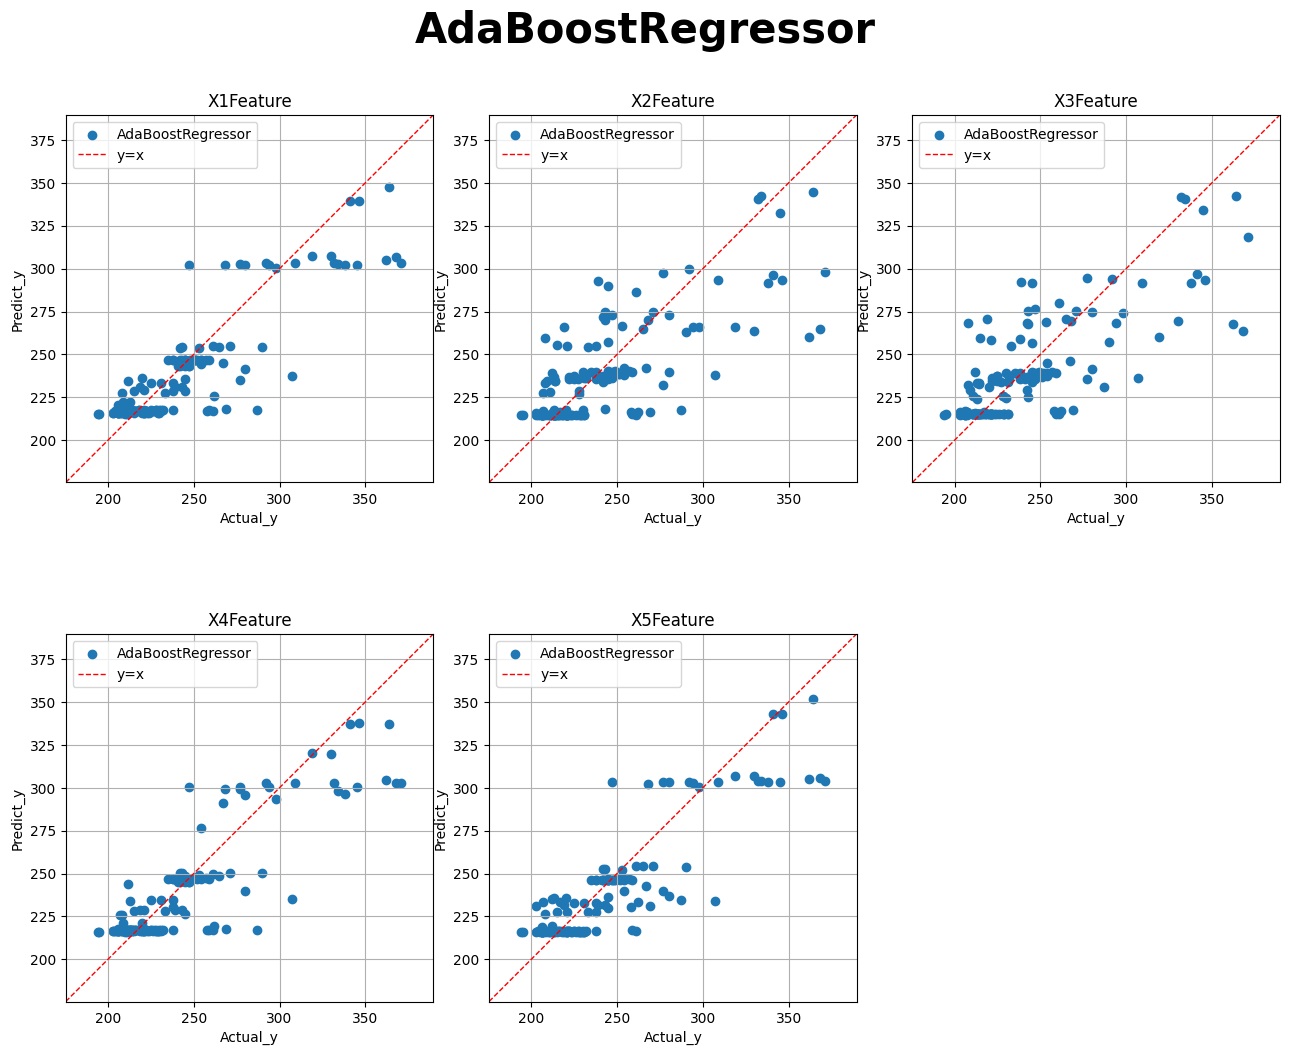 AdaBoostRegressor
X1Feature
AdaBoostRegressor
y=x
375
350
325
300
275
250
225
200
Predict_y
200 250 300 350
Actual_y
X2Feature
AdaBoostRegressor
y=x
375
350
325
300
275
250
225
200
Predict_y
200 250 300 350
Actual_y
X3Feature
AdaBoostRegressor
y=x
375
350
325
300
275
250
225
200
Predict_y
200 250 300 350
Actual_y
X4Feature
AdaBoostRegressor
y=x
375
350
325
300
275
250
225
200
Predict_y
200 250 300 350
Actual_y
X5Feature
AdaBoostRegressor
y=x
375
350
325
300
275
250
225
200
Predict_y
200 250 300 350
Actual_y